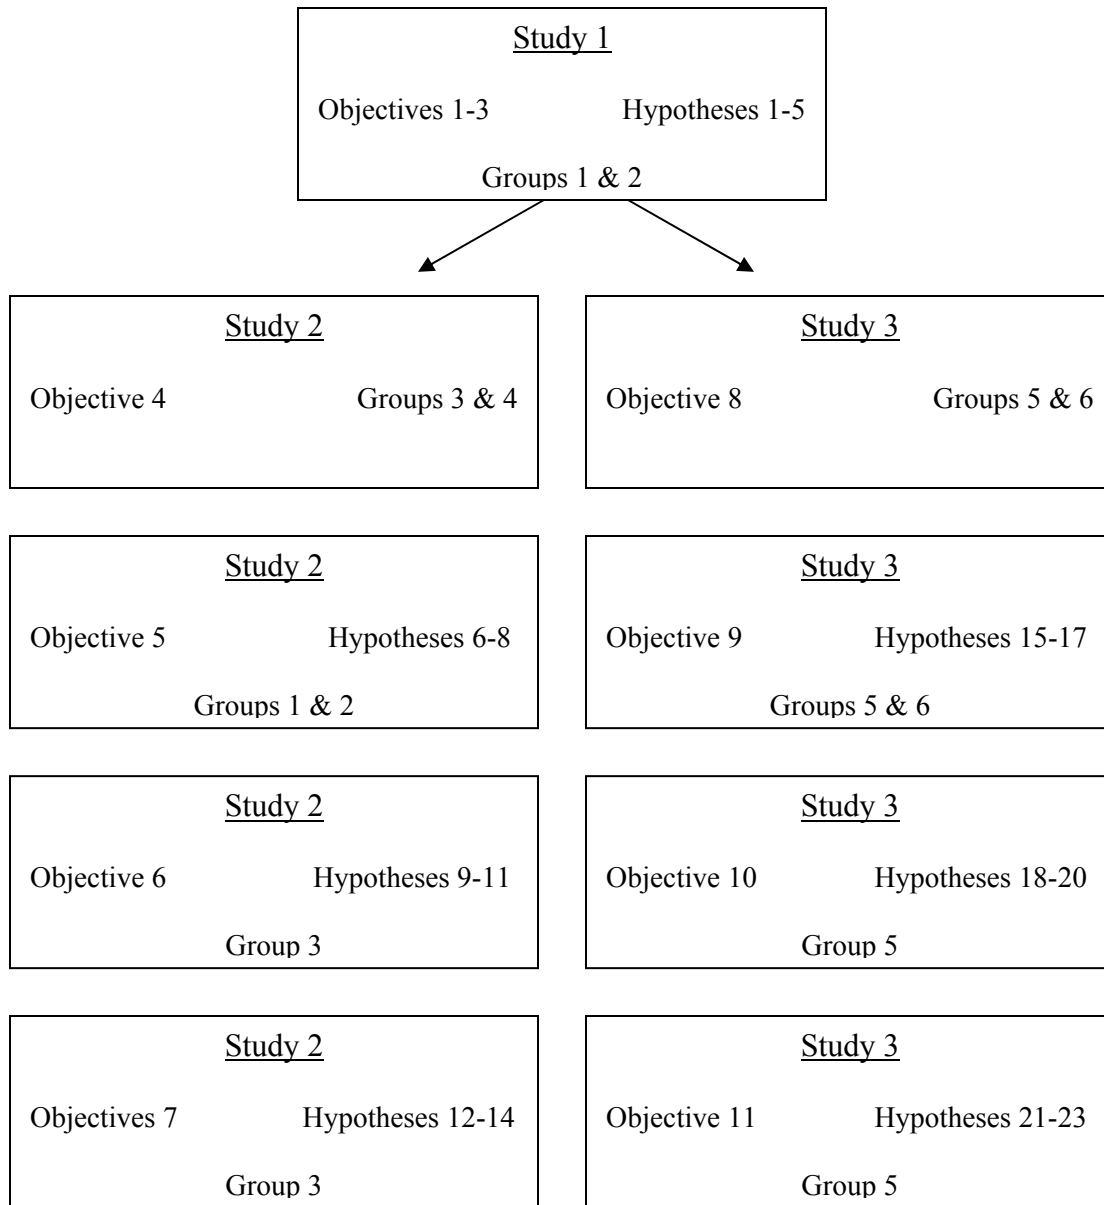 Study 1
Objectives 1-3 Hypotheses 1-5
Groups 1 & 2
Study 2
Objective 4 Groups 3 & 4
Study 3
Objective 8 Groups 5 & 6
Study 2
Objective 5 Hypotheses 6-8
Groups 1 & 2
Study 3
Objective 9 Hypotheses 15-17
Groups 5 & 6
Study 2
Objective 6 Hypotheses 9-11
Group 3
Study 3
Objective 10 Hypotheses 18-20
Group 5
Study 2
Objectives 7 Hypotheses 12-14
Group 3
Study 3
Objective 11 Hypotheses 21-23
Group 5